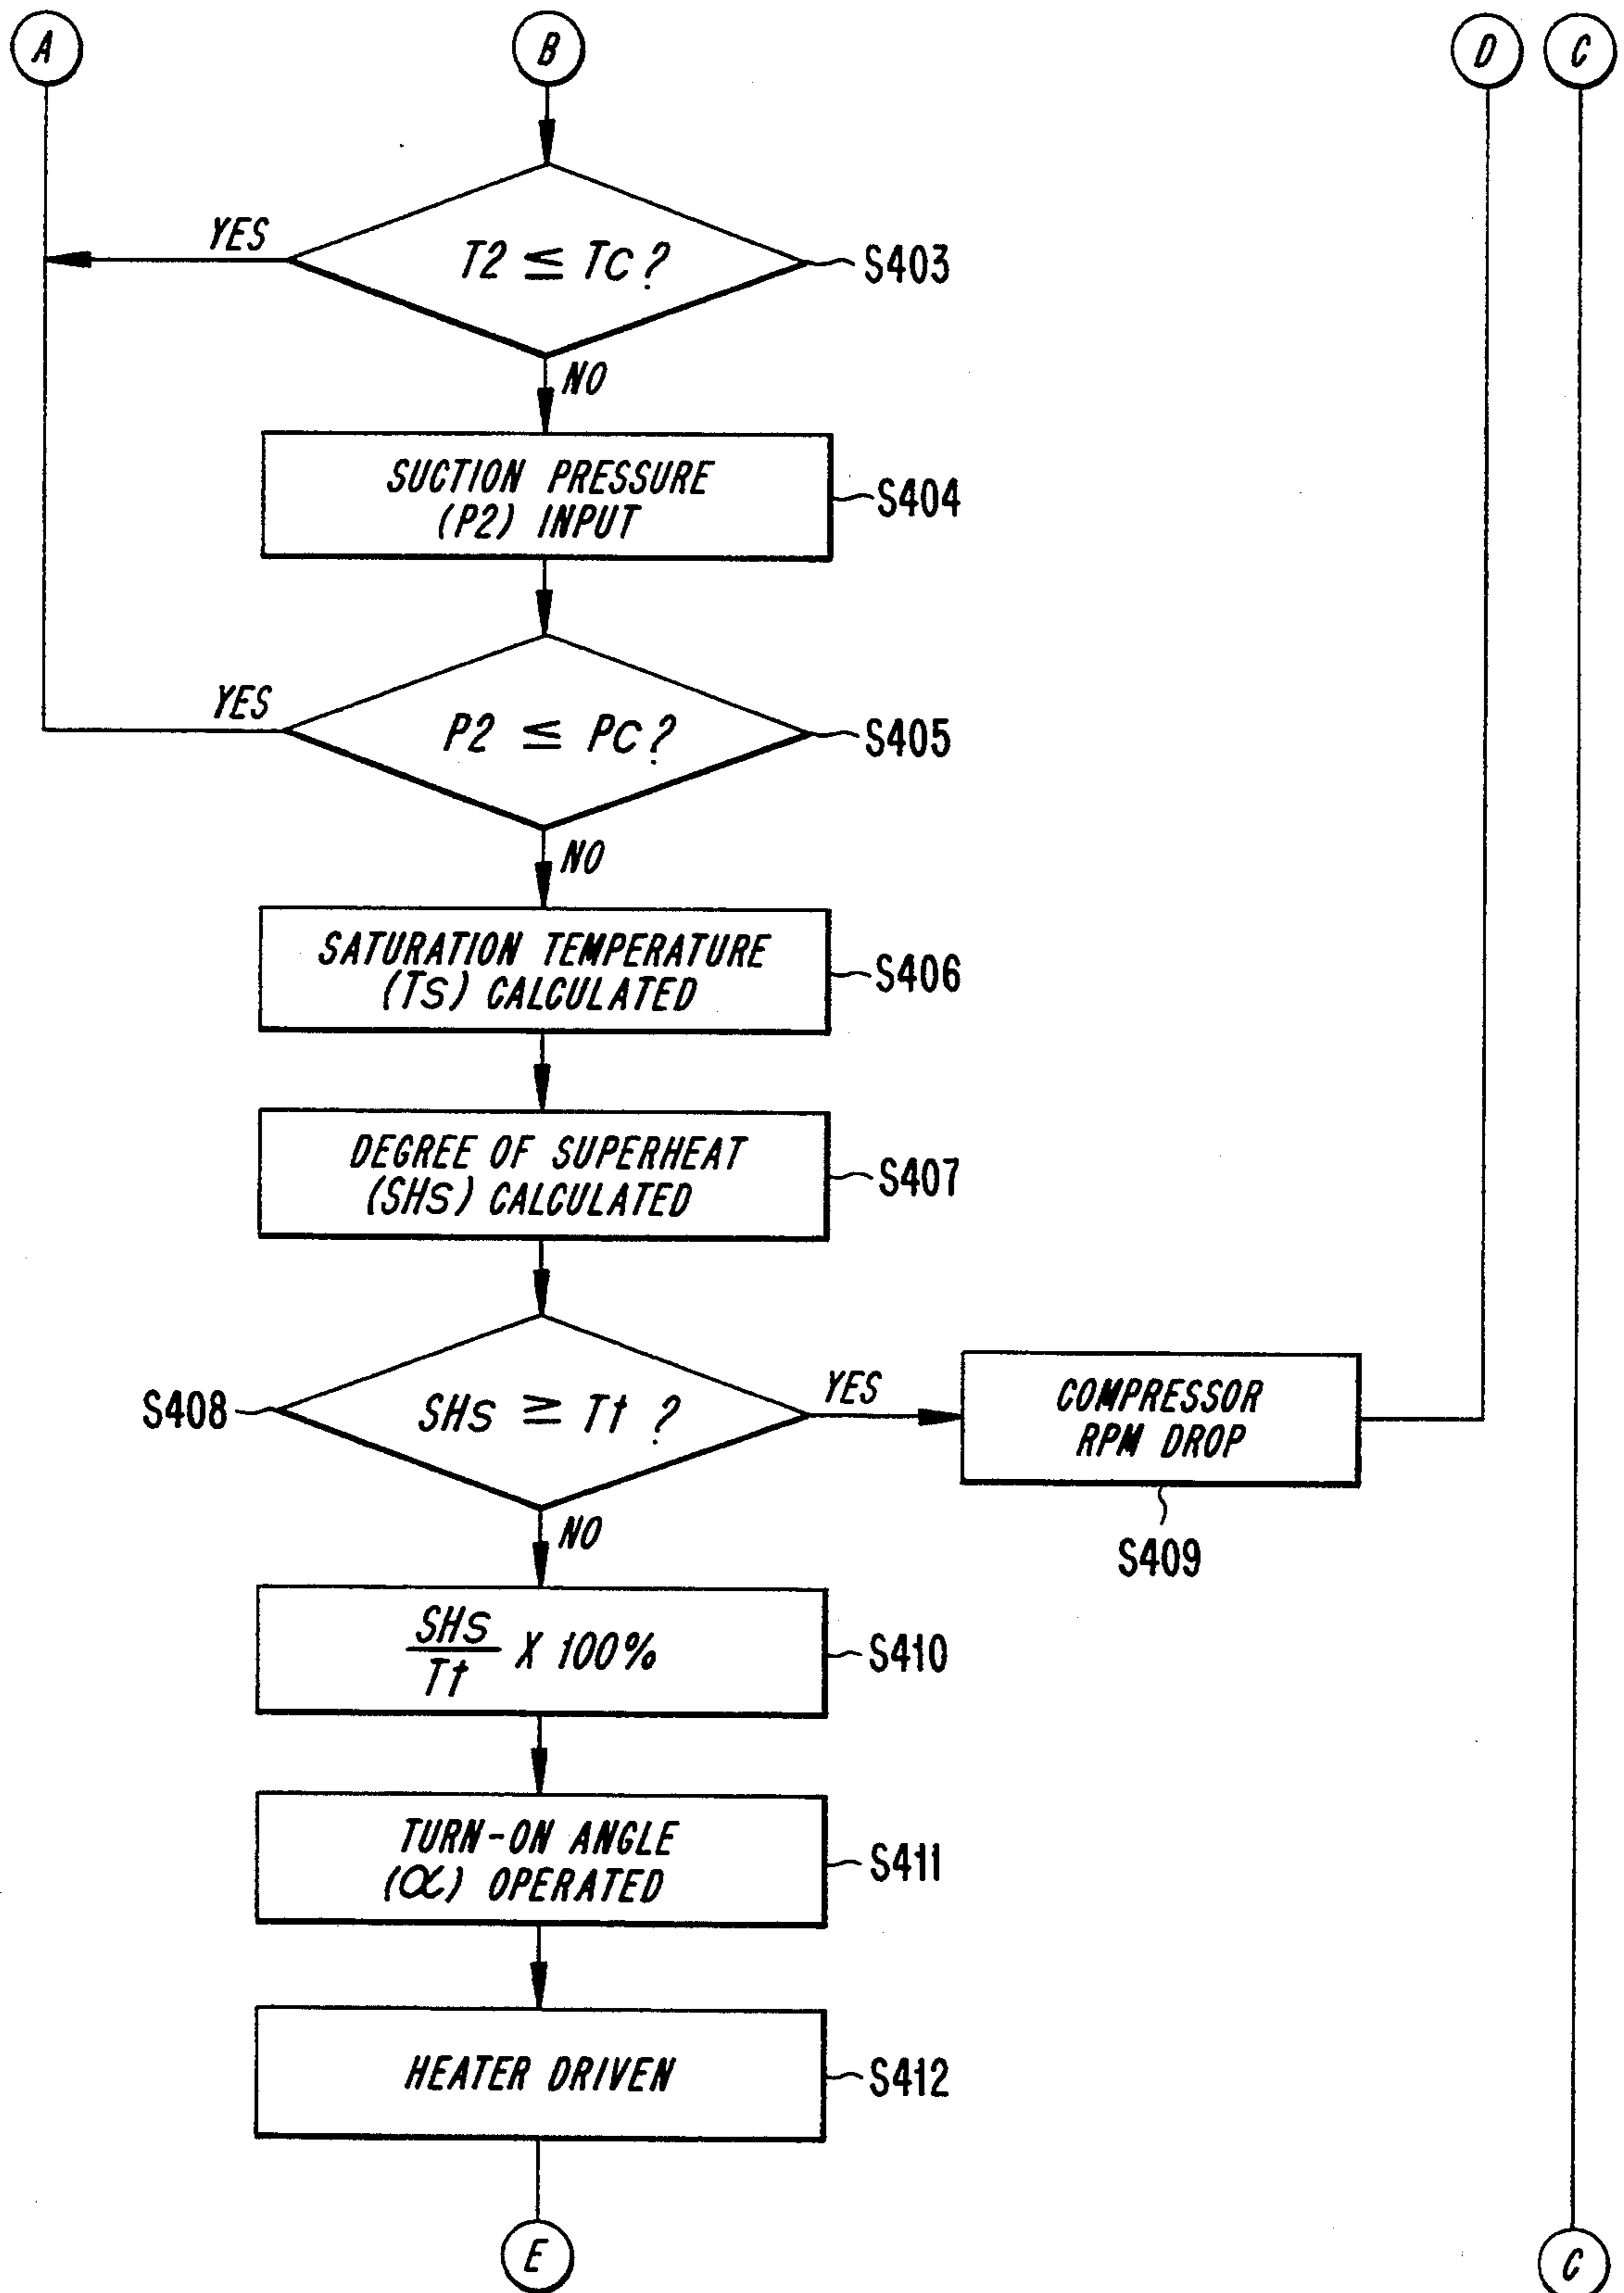 A
B
D
C
YES
T2 ≦ Tc ?
S403
NO
SUCTION PRESSURE
(P2) INPUT
S404
YES
P2 ≦ Pc ?
S405
NO
SATURATION TEMPERATURE
(Ts) CALCULATED
S406
DEGREE OF SUPERHEAT
(SHs) CALCULATED
S407
S408
SHs ≧ Tt ?
YES
COMPRESSOR
RPM DROP
S409
NO
SHs
Tt
X 100%
S410
TURN-ON ANGLE
(α) OPERATED
S411
HEATER DRIVEN
S412
E
C